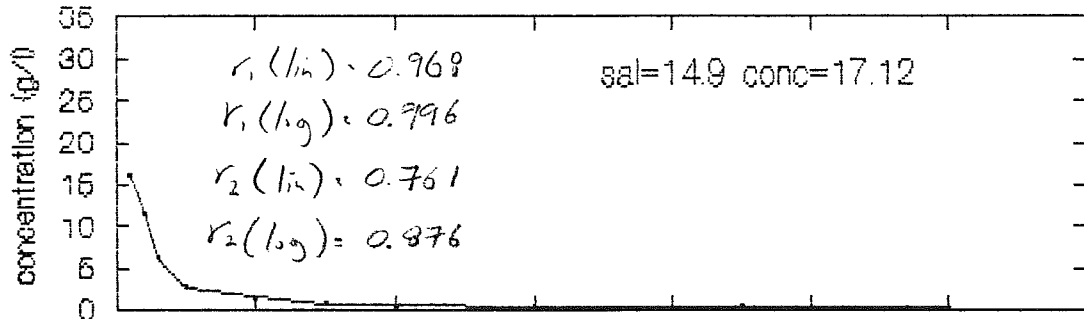 35
30
25
20
15
10
5
0
concentration (g/l)
r₁(lin) · 0.968
r₁(log) · 0.996
r₂(lin) · 0.761
r₂(log) = 0.876
sal=14.9 conc=17.12